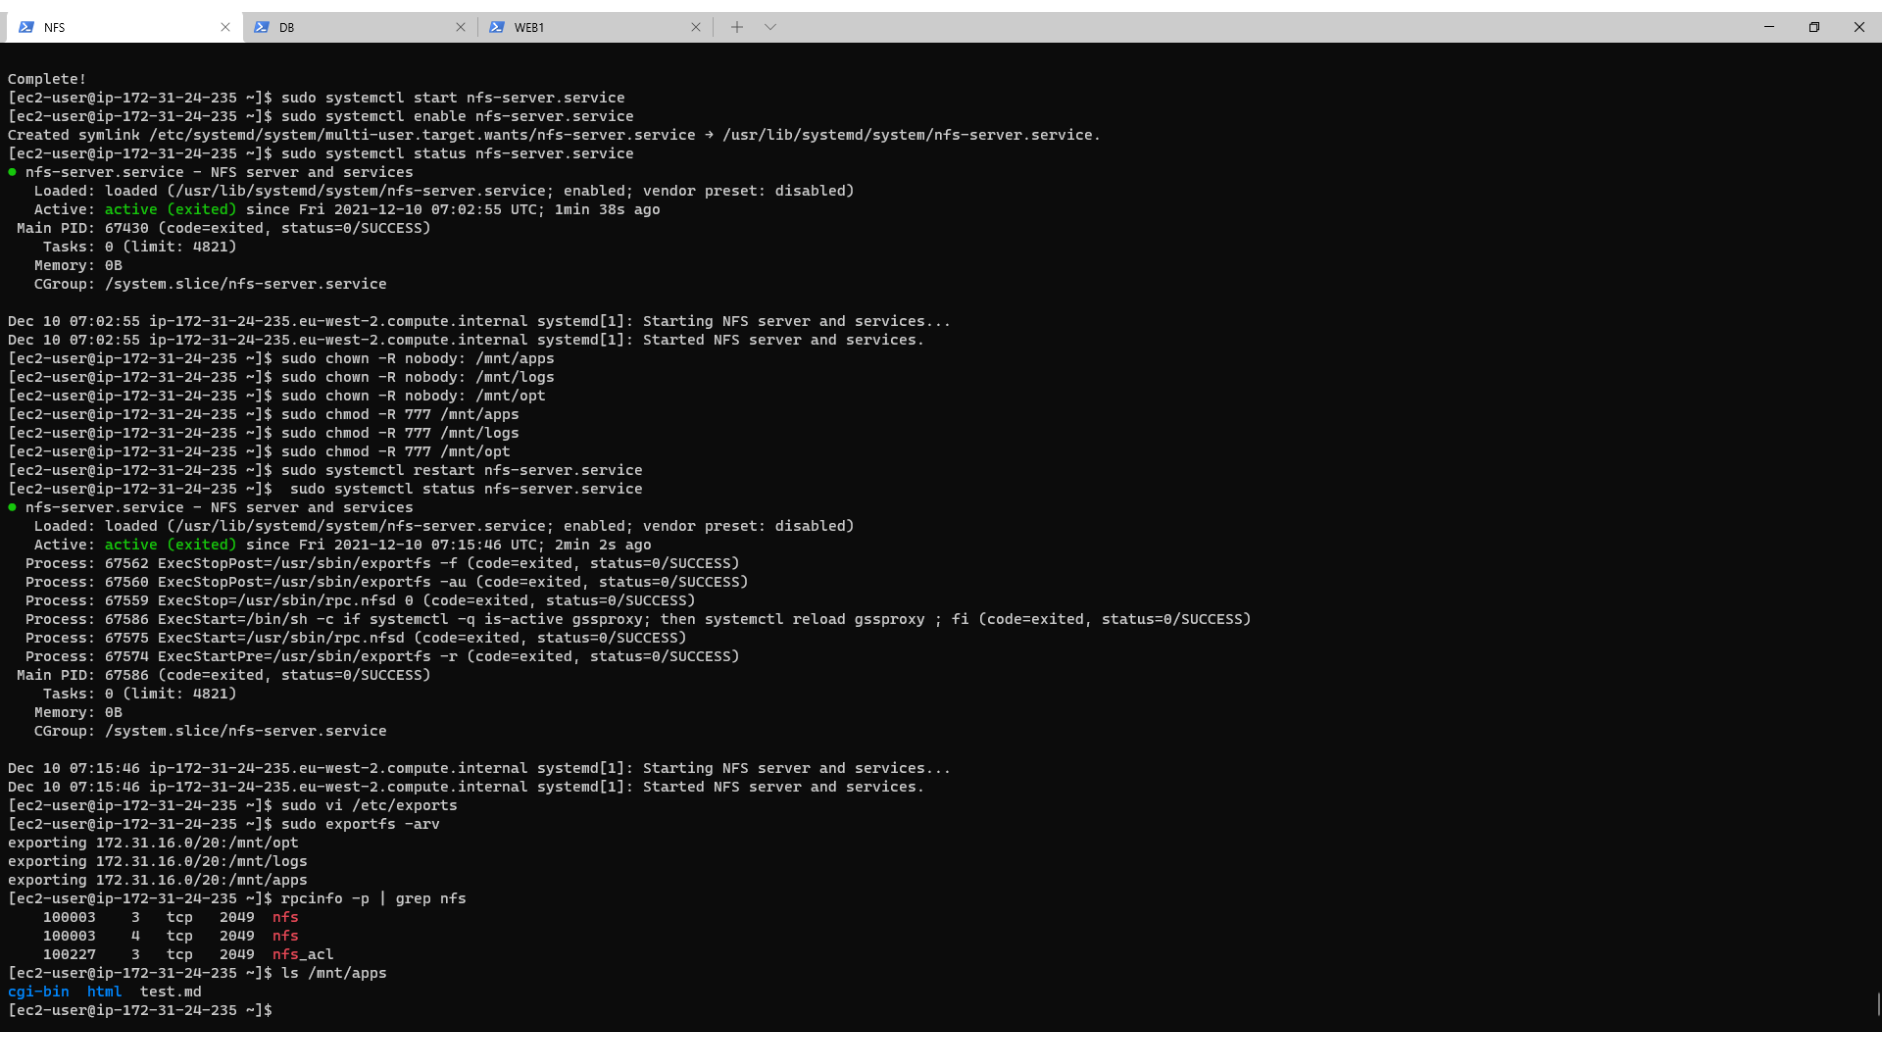 NFS
DB
WEB1
Complete!
[ec2-user@ip-172-31-24-235 ~]$ sudo systemctl start nfs-server.service
[ec2-user@ip-172-31-24-235 ~]$ sudo systemctl enable nfs-server.service
Created symlink /etc/systemd/system/multi-user.target.wants/nfs-server.service → /usr/lib/systemd/system/nfs-server.service.
[ec2-user@ip-172-31-24-235 ~]$ sudo systemctl status nfs-server.service
● nfs-server.service - NFS server and services
   Loaded: loaded (/usr/lib/systemd/system/nfs-server.service; enabled; vendor preset: disabled)
   Active: active (exited) since Fri 2021-12-10 07:02:55 UTC; 1min 38s ago
 Main PID: 67430 (code=exited, status=0/SUCCESS)
    Tasks: 0 (limit: 4821)
   Memory: 0B
   CGroup: /system.slice/nfs-server.service
Dec 10 07:02:55 ip-172-31-24-235.eu-west-2.compute.internal systemd[1]: Starting NFS server and services...
Dec 10 07:02:55 ip-172-31-24-235.eu-west-2.compute.internal systemd[1]: Started NFS server and services.
[ec2-user@ip-172-31-24-235 ~]$ sudo chown -R nobody: /mnt/apps
[ec2-user@ip-172-31-24-235 ~]$ sudo chown -R nobody: /mnt/logs
[ec2-user@ip-172-31-24-235 ~]$ sudo chown -R nobody: /mnt/opt
[ec2-user@ip-172-31-24-235 ~]$ sudo chmod -R 777 /mnt/apps
[ec2-user@ip-172-31-24-235 ~]$ sudo chmod -R 777 /mnt/logs
[ec2-user@ip-172-31-24-235 ~]$ sudo chmod -R 777 /mnt/opt
[ec2-user@ip-172-31-24-235 ~]$ sudo systemctl restart nfs-server.service
[ec2-user@ip-172-31-24-235 ~]$  sudo systemctl status nfs-server.service
● nfs-server.service - NFS server and services
   Loaded: loaded (/usr/lib/systemd/system/nfs-server.service; enabled; vendor preset: disabled)
   Active: active (exited) since Fri 2021-12-10 07:15:46 UTC; 2min 2s ago
  Process: 67562 ExecStopPost=/usr/sbin/exportfs -f (code=exited, status=0/SUCCESS)
  Process: 67560 ExecStopPost=/usr/sbin/exportfs -au (code=exited, status=0/SUCCESS)
  Process: 67559 ExecStop=/usr/sbin/rpc.nfsd 0 (code=exited, status=0/SUCCESS)
  Process: 67586 ExecStart=/bin/sh -c if systemctl -q is-active gssproxy; then systemctl reload gssproxy ; fi (code=exited, status=0/SUCCESS)
  Process: 67575 ExecStart=/usr/sbin/rpc.nfsd (code=exited, status=0/SUCCESS)
  Process: 67574 ExecStartPre=/usr/sbin/exportfs -r (code=exited, status=0/SUCCESS)
 Main PID: 67586 (code=exited, status=0/SUCCESS)
    Tasks: 0 (limit: 4821)
   Memory: 0B
   CGroup: /system.slice/nfs-server.service
Dec 10 07:15:46 ip-172-31-24-235.eu-west-2.compute.internal systemd[1]: Starting NFS server and services...
Dec 10 07:15:46 ip-172-31-24-235.eu-west-2.compute.internal systemd[1]: Started NFS server and services.
[ec2-user@ip-172-31-24-235 ~]$ sudo vi /etc/exports
[ec2-user@ip-172-31-24-235 ~]$ sudo exportfs -arv
exporting 172.31.16.0/20:/mnt/opt
exporting 172.31.16.0/20:/mnt/logs
exporting 172.31.16.0/20:/mnt/apps
[ec2-user@ip-172-31-24-235 ~]$ rpcinfo -p | grep nfs
    100003    3   tcp   2049  nfs
    100003    4   tcp   2049  nfs
    100227    3   tcp   2049  nfs_acl
[ec2-user@ip-172-31-24-235 ~]$ ls /mnt/apps
cgi-bin  html  test.md
[ec2-user@ip-172-31-24-235 ~]$